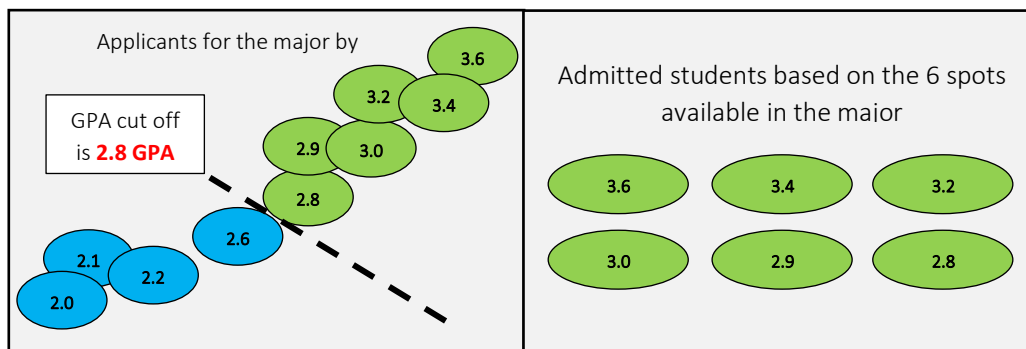 Applicants for the major by
GPA cut off
is 2.8 GPA
3.6
3.2
3.4
2.9
3.0
2.8
2.6
2.1
2.2
2.0
Admitted students based on the 6 spots
available in the major
3.6 3.4 3.2
3.0 2.9 2.8